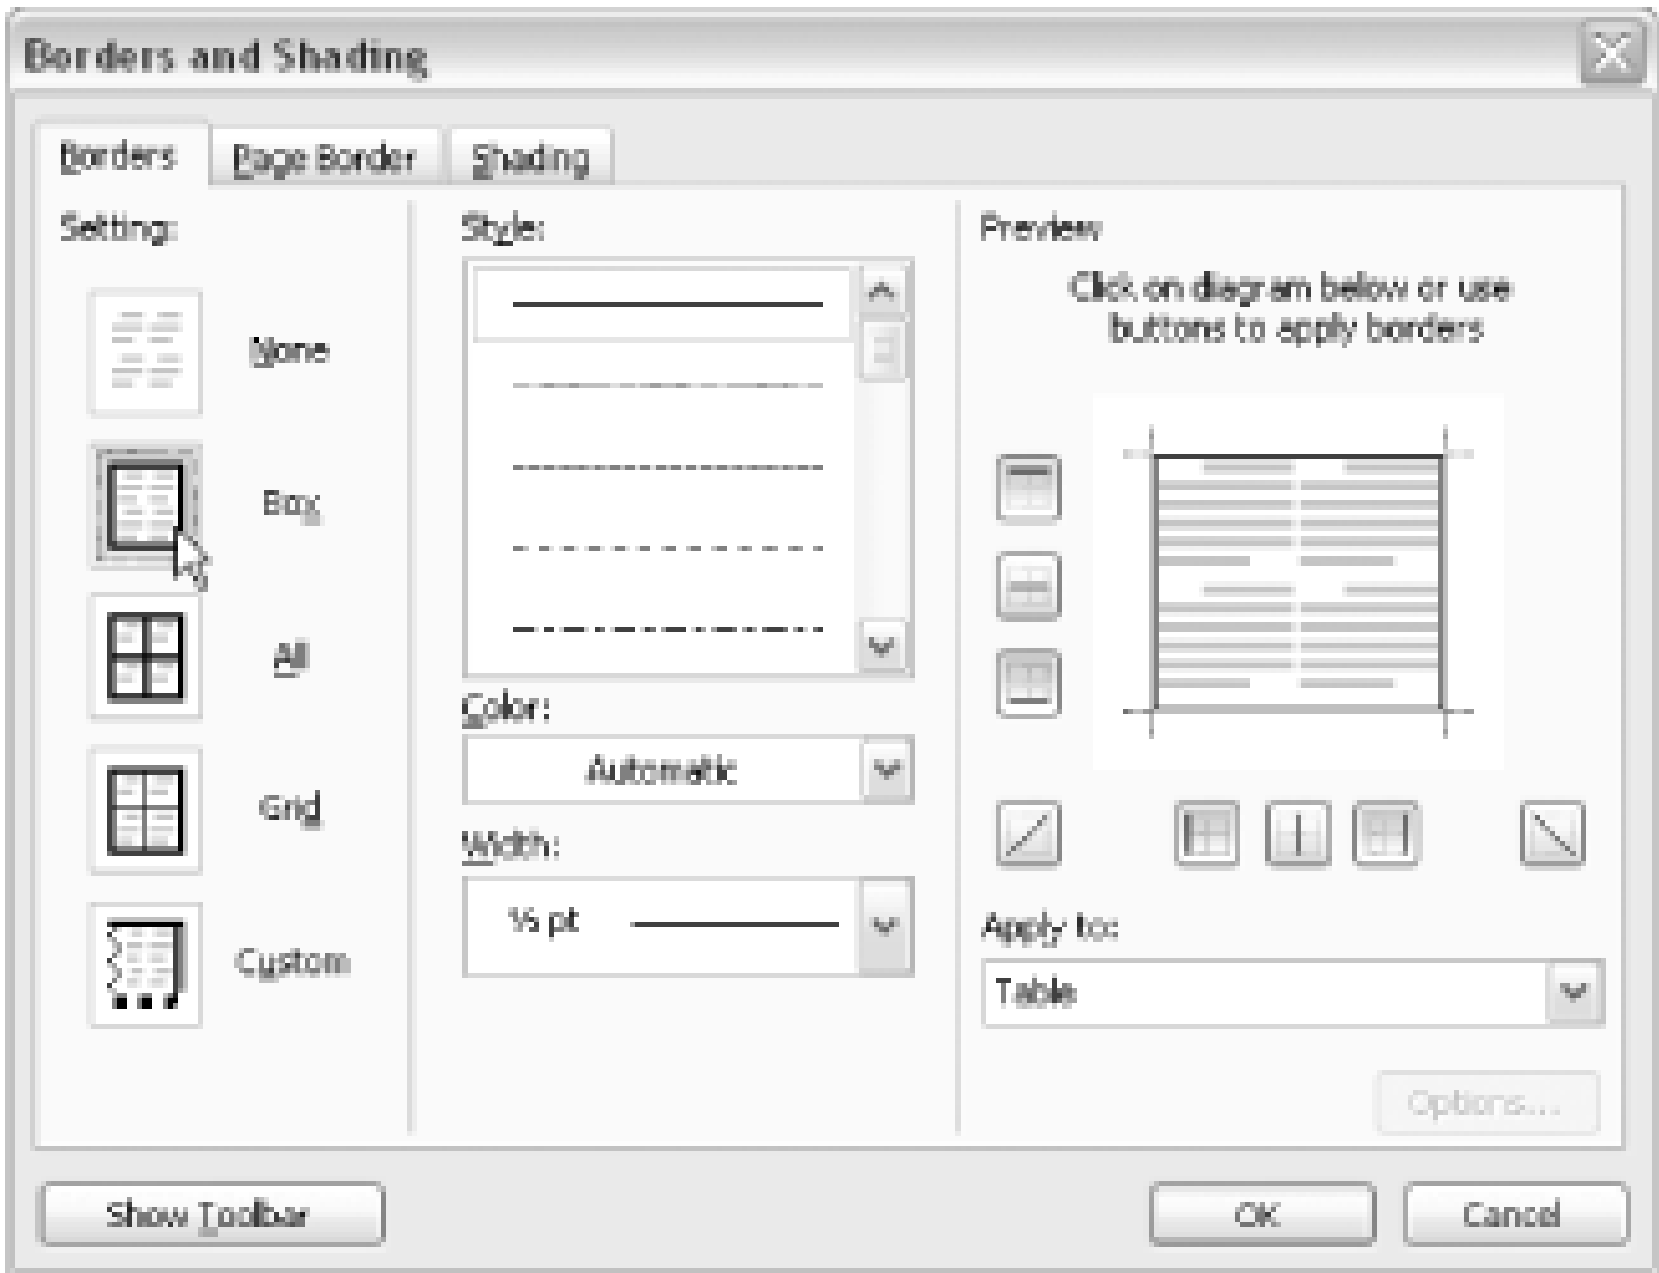 Borders and Shading
Borders
Page Border
Shading
Setting:
None
Box
All
Grid
Custom
Style:
Color:
Automatic
Width:
½ pt
Preview
Click on diagram below or use
buttons to apply borders
Apply to:
Table
Options...
Show Toolbar
OK
Cancel